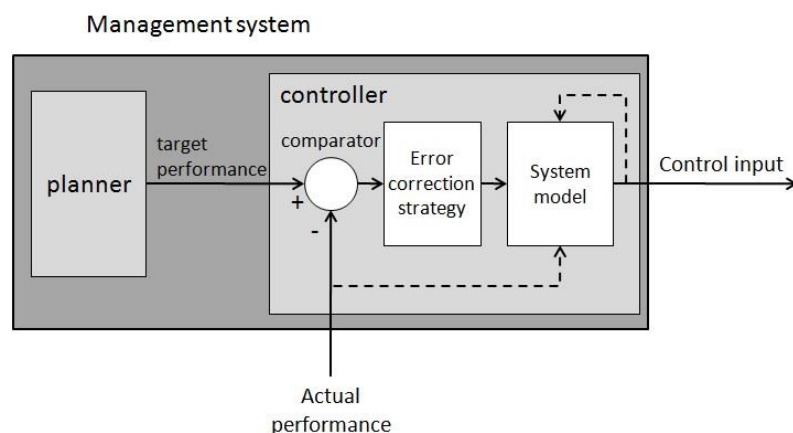 Management system
controller
planner
target
performance
comparator
+
-
Error
correction
strategy
System
model
Control input
Actual
performance